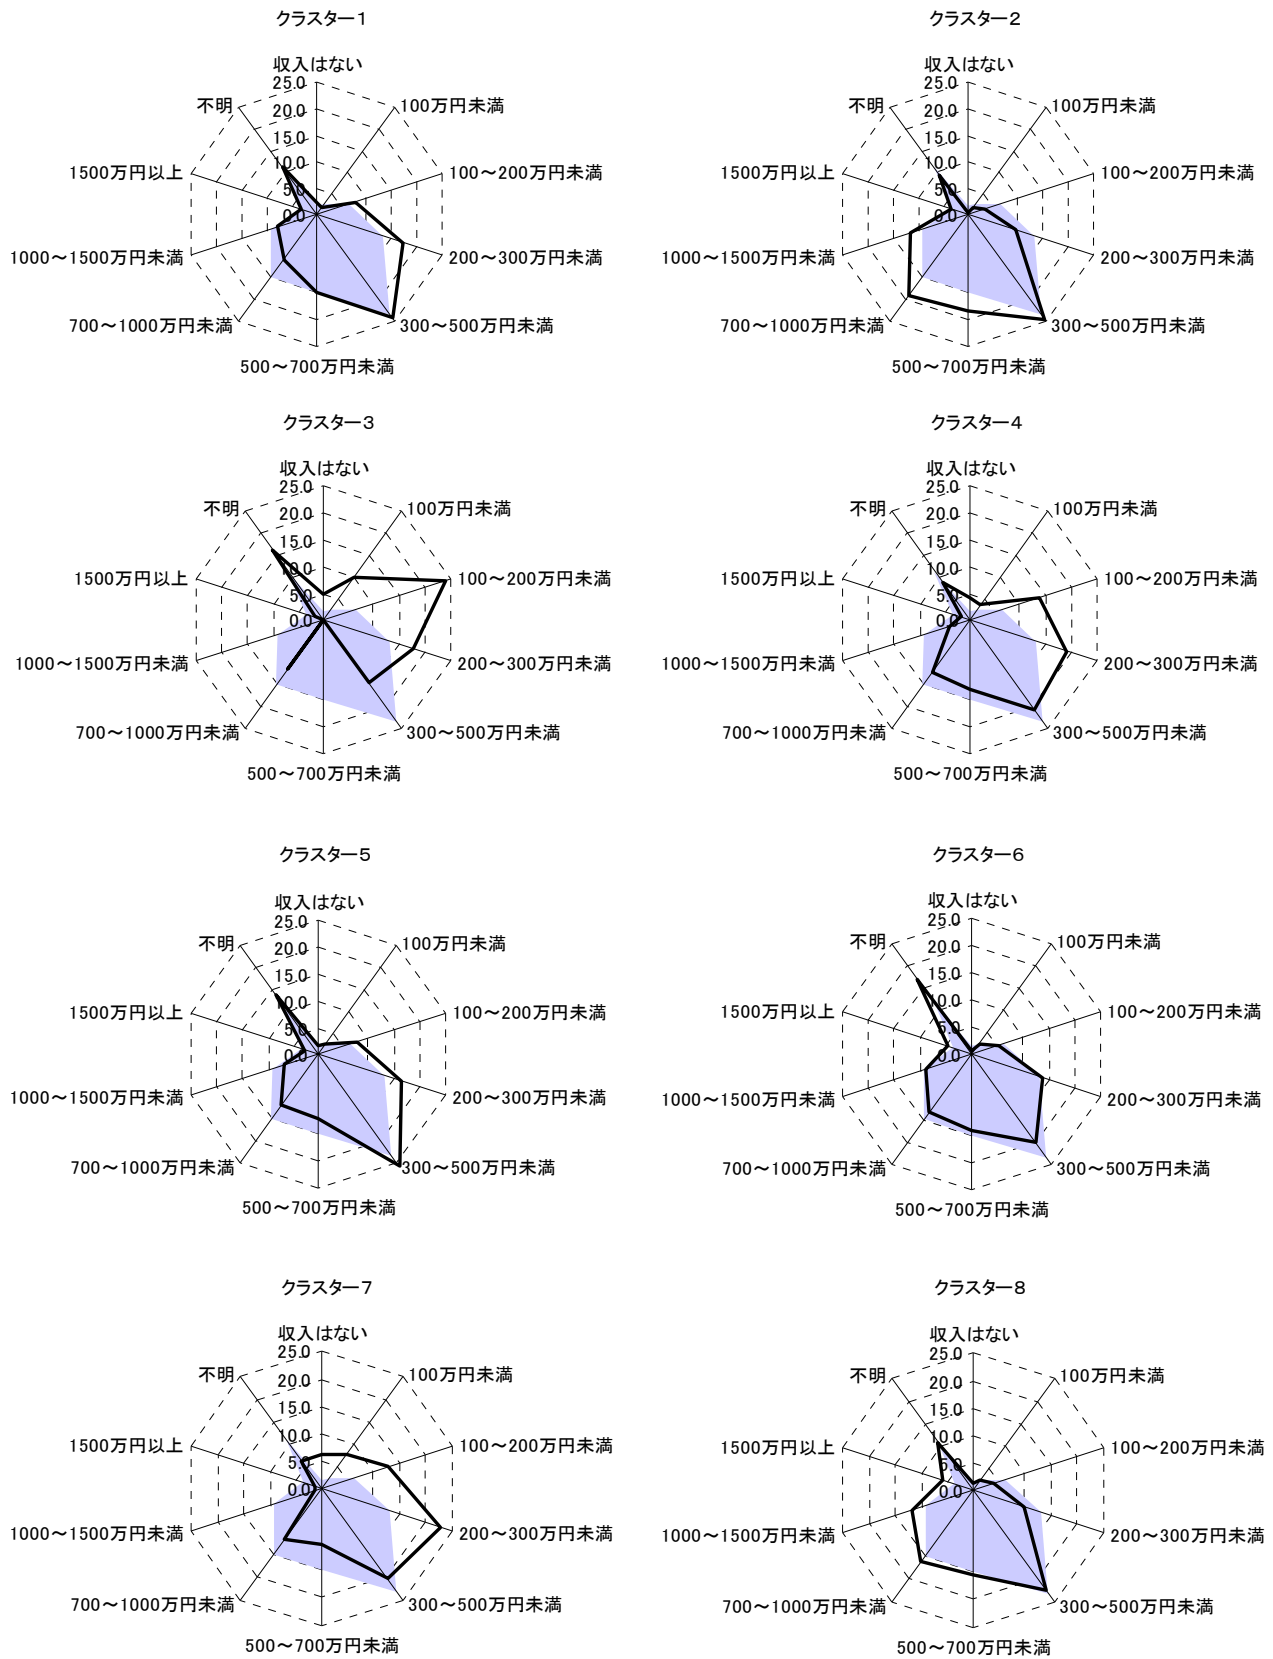 クラスター1
収入はない
25.0
20.0
15.0
10.0
5.0
0.0
100万円未満
100～200万円未満
200～300万円未満
300～500万円未満
500～700万円未満
700～1000万円未満
1000～1500万円未満
1500万円以上
不明
クラスター2
収入はない
25.0
20.0
15.0
10.0
5.0
0.0
100万円未満
100～200万円未満
200～300万円未満
300～500万円未満
500～700万円未満
700～1000万円未満
1000～1500万円未満
1500万円以上
不明
クラスター3
収入はない
25.0
20.0
15.0
10.0
5.0
0.0
100万円未満
100～200万円未満
200～300万円未満
300～500万円未満
500～700万円未満
700～1000万円未満
1000～1500万円未満
1500万円以上
不明
クラスター4
収入はない
25.0
20.0
15.0
10.0
5.0
0.0
100万円未満
100～200万円未満
200～300万円未満
300～500万円未満
500～700万円未満
700～1000万円未満
1000～1500万円未満
1500万円以上
不明
クラスター5
収入はない
25.0
20.0
15.0
10.0
5.0
0.0
100万円未満
100～200万円未満
200～300万円未満
300～500万円未満
500～700万円未満
700～1000万円未満
1000～1500万円未満
1500万円以上
不明
クラスター6
収入はない
25.0
20.0
15.0
10.0
5.0
0.0
100万円未満
100～200万円未満
200～300万円未満
300～500万円未満
500～700万円未満
700～1000万円未満
1000～1500万円未満
1500万円以上
不明
クラスター7
収入はない
25.0
20.0
15.0
10.0
5.0
0.0
100万円未満
100～200万円未満
200～300万円未満
300～500万円未満
500～700万円未満
700～1000万円未満
1000～1500万円未満
1500万円以上
不明
クラスター8
収入はない
25.0
20.0
15.0
10.0
5.0
0.0
100万円未満
100～200万円未満
200～300万円未満
300～500万円未満
500～700万円未満
700～1000万円未満
1000～1500万円未満
1500万円以上
不明